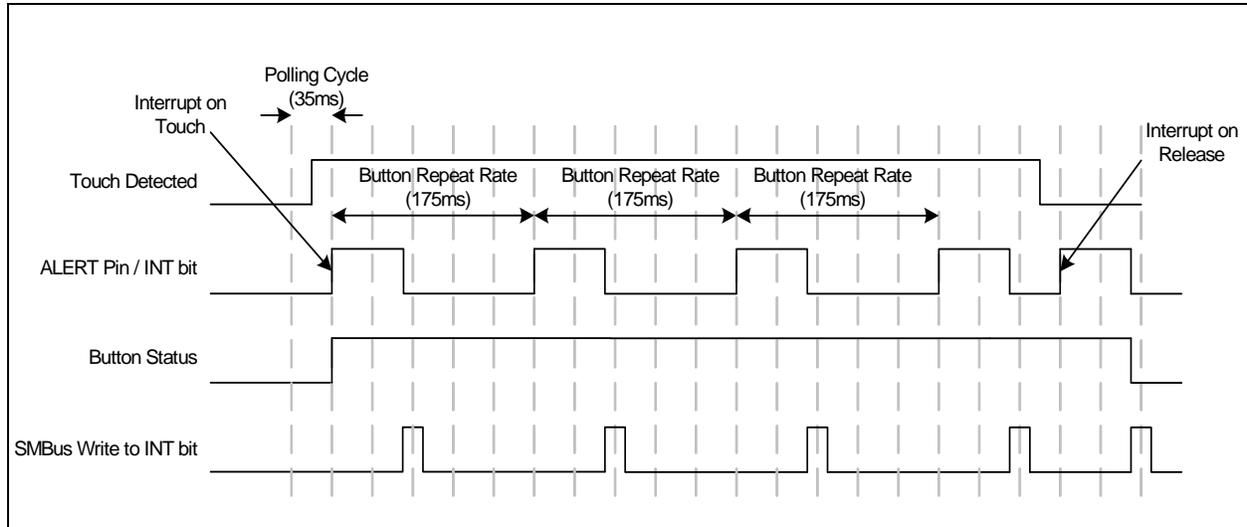 Polling Cycle
(35ms)
Interrupt on
Touch
Interrupt on
Release
Touch Detected
Button Repeat Rate
(175ms)
Button Repeat Rate
(175ms)
Button Repeat Rate
(175ms)
ALERT Pin / INT bit
Button Status
SMBus Write to INT bit